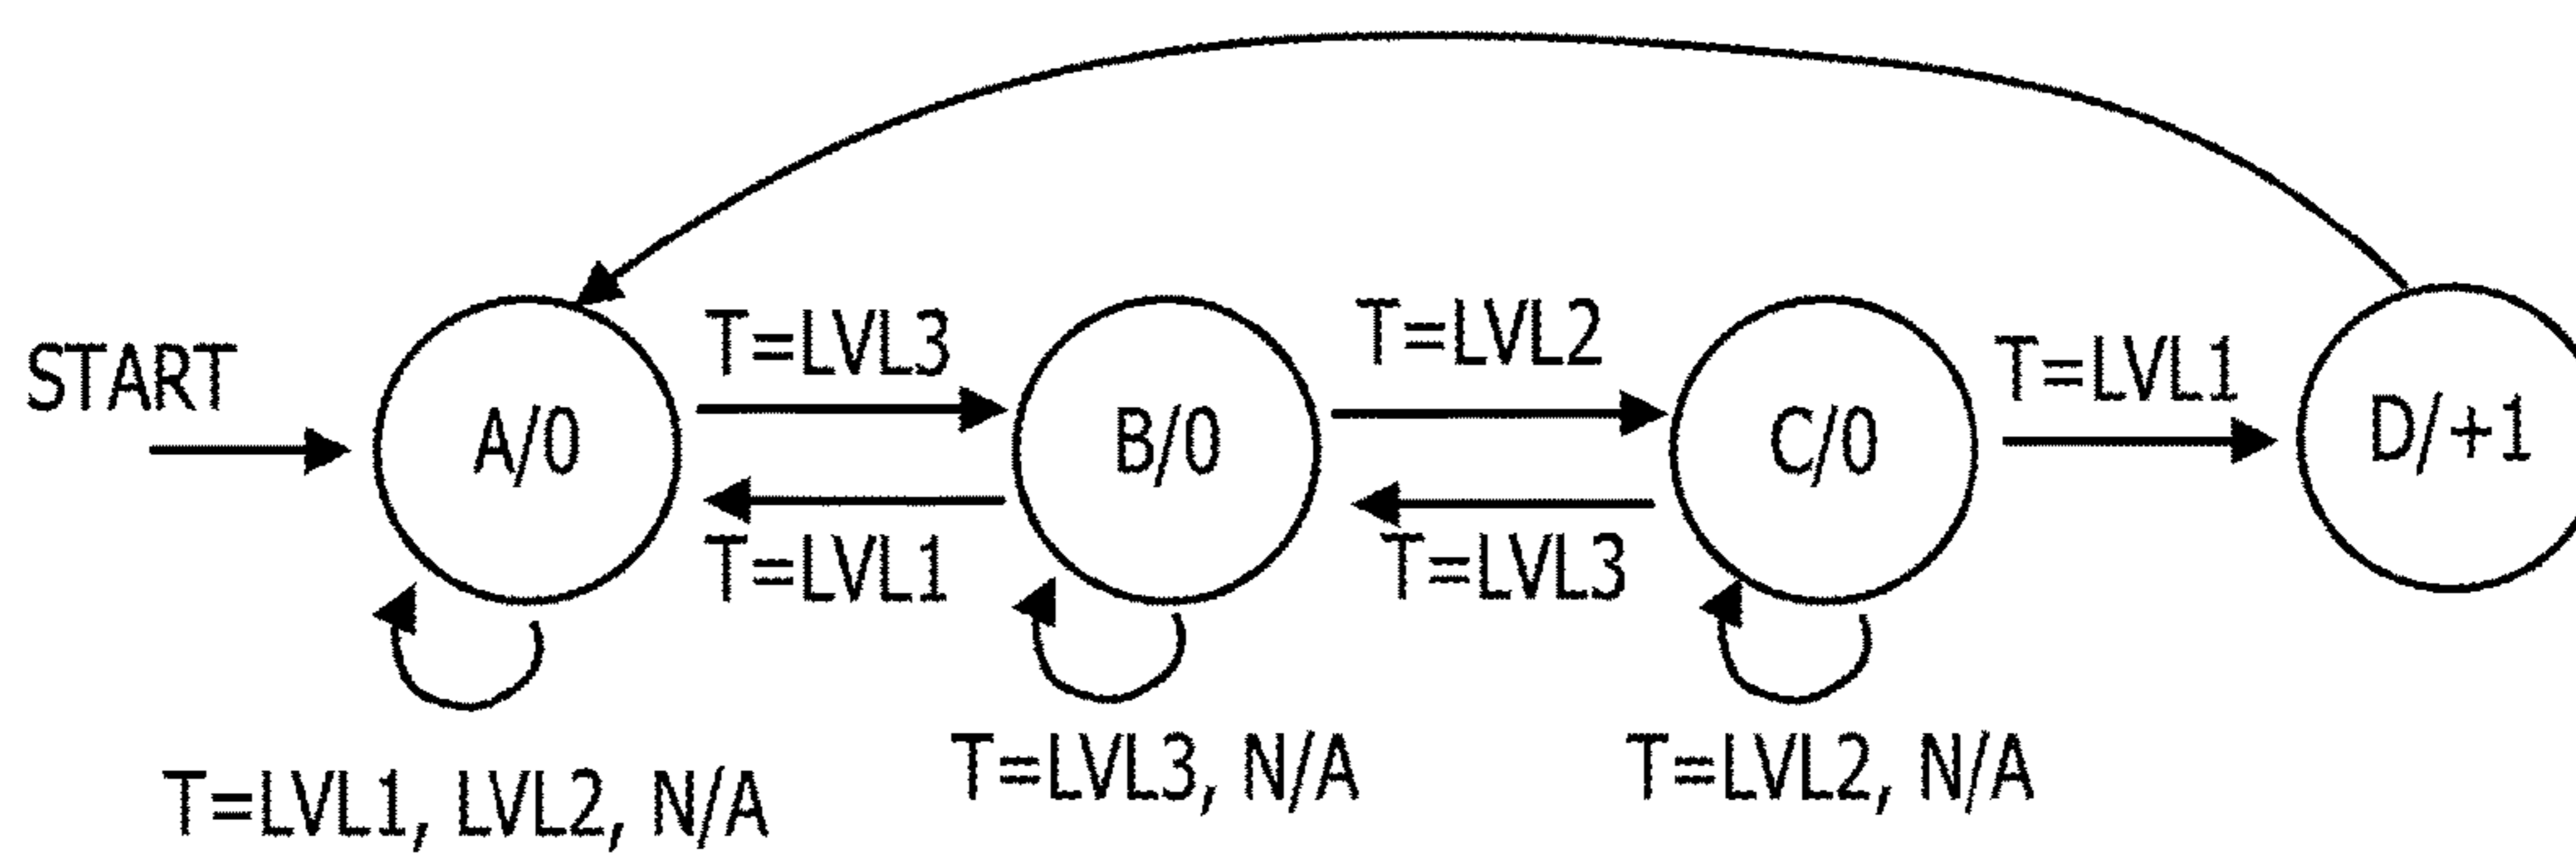 START
A/0
T=LVL3
T=LVL1
B/0
T=LVL2
T=LVL3
C/0
T=LVL1
D/+1
T=LVL1, LVL2, N/A
T=LVL3, N/A
T=LVL2, N/A